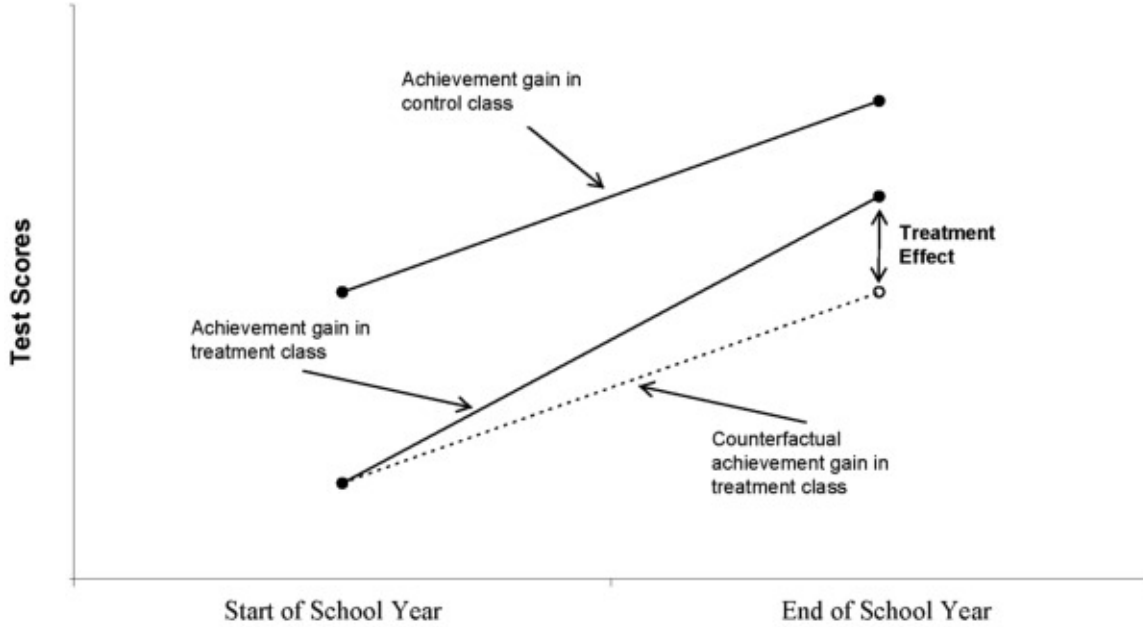 Achievement gain in
control class
Test Scores
Treatment
Effect
Achievement gain in
treatment class
Counterfactual
achievement gain in
treatment class
Start of School Year
End of School Year